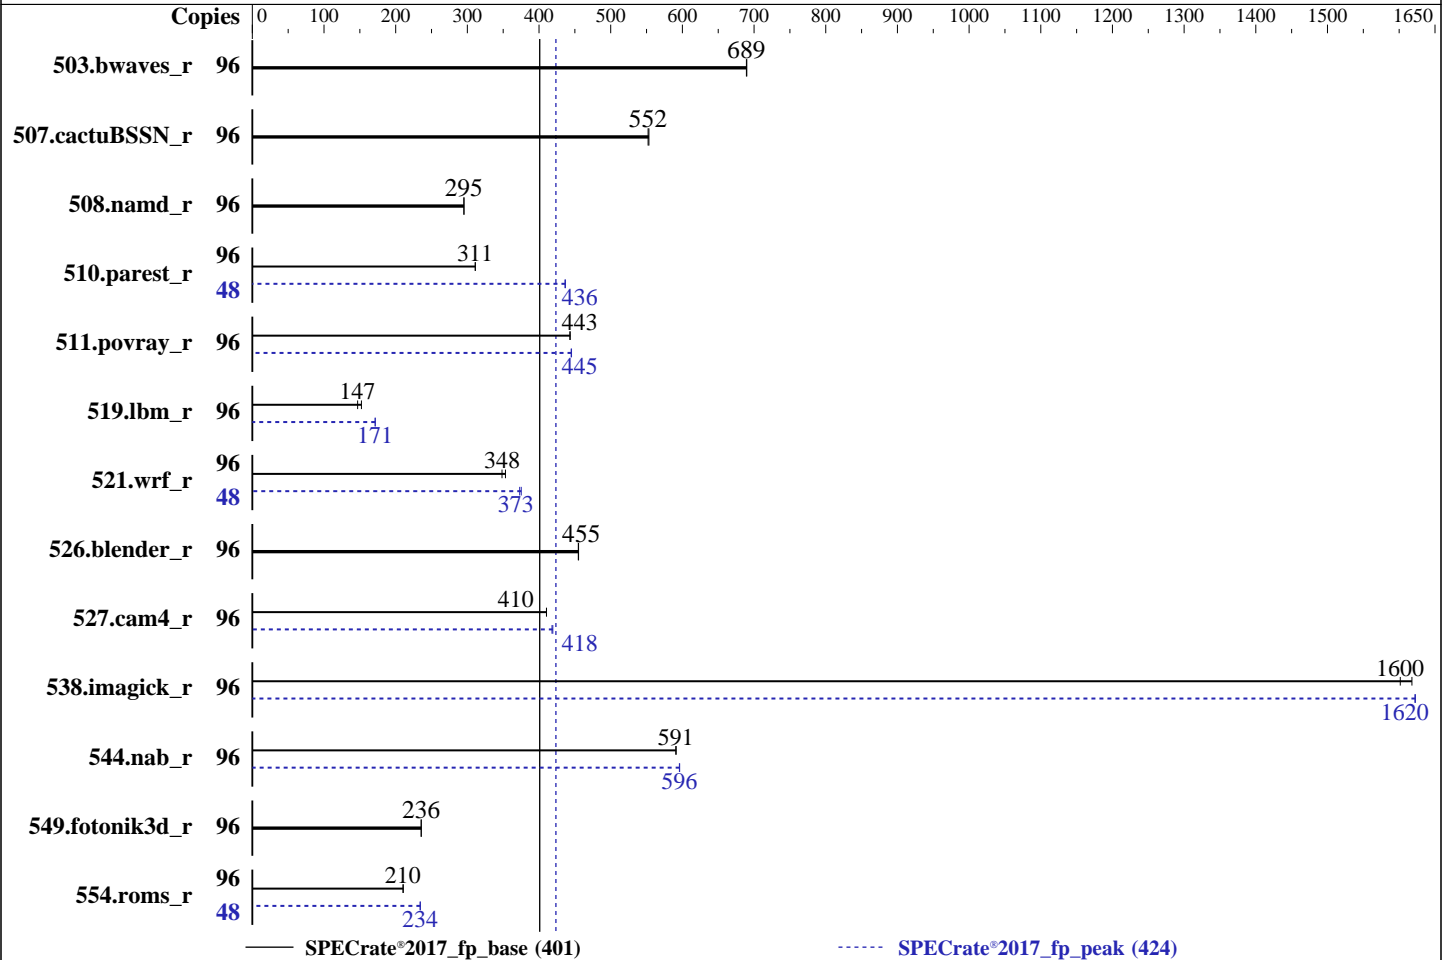 Copies 0 100 200 300 400 500 600 700 800 900 1000 1100 1200 1300 1400 1500 1650
503.bwaves_r 96 689
507.cactuBSSN_r 96 552
508.namd_r 96 295
96 311
510.parest_r
48 436
443
511.povray_r 96
445
147
519.lbm_r 96
171
96 348
521.wrf_r
48 373
526.blender_r 96 455
410
527.cam4_r 96
418
1600
538.imagick_r 96
1620
591
544.nab_r 96
596
549.fotonik3d_r 96 236
96 210
554.roms_r
48 234
SPECrate®2017_fp_base (401) SPECrate®2017_fp_peak (424)